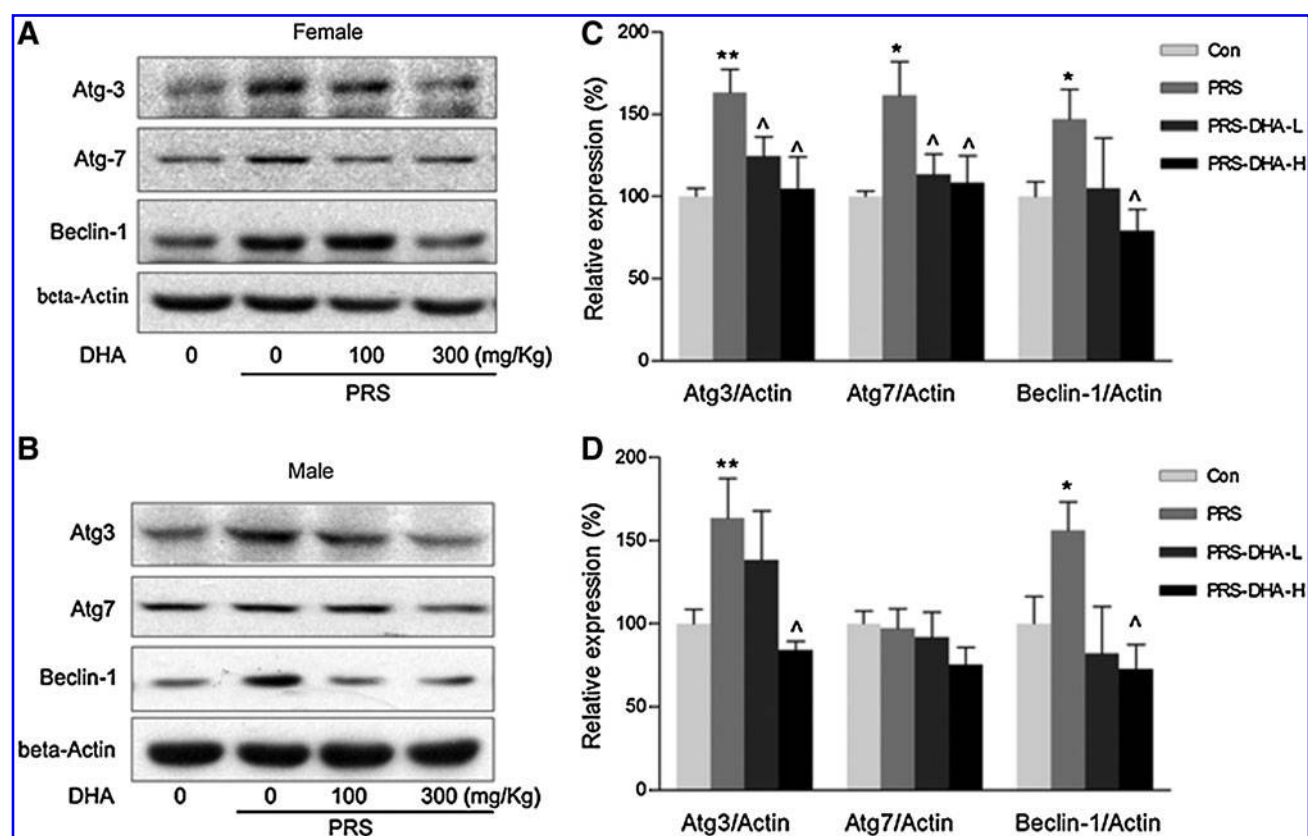 A
Female
Atg-3
Atg-7
Beclin-1
beta-Actin
DHA 0 0 100 300 (mg/Kg)
PRS
B
Male
Atg3
Atg7
Beclin-1
beta-Actin
DHA 0 0 100 300 (mg/Kg)
PRS
C
Relative expression (%)
200
150
100
50
0
** ^ ^
* ^ ^
* ^
Atg3/Actin Atg7/Actin Beclin-1/Actin
Con
PRS
PRS-DHA-L
PRS-DHA-H
D
Relative expression (%)
200
150
100
50
0
** ^
* ^
Atg3/Actin Atg7/Actin Beclin-1/Actin
Con
PRS
PRS-DHA-L
PRS-DHA-H